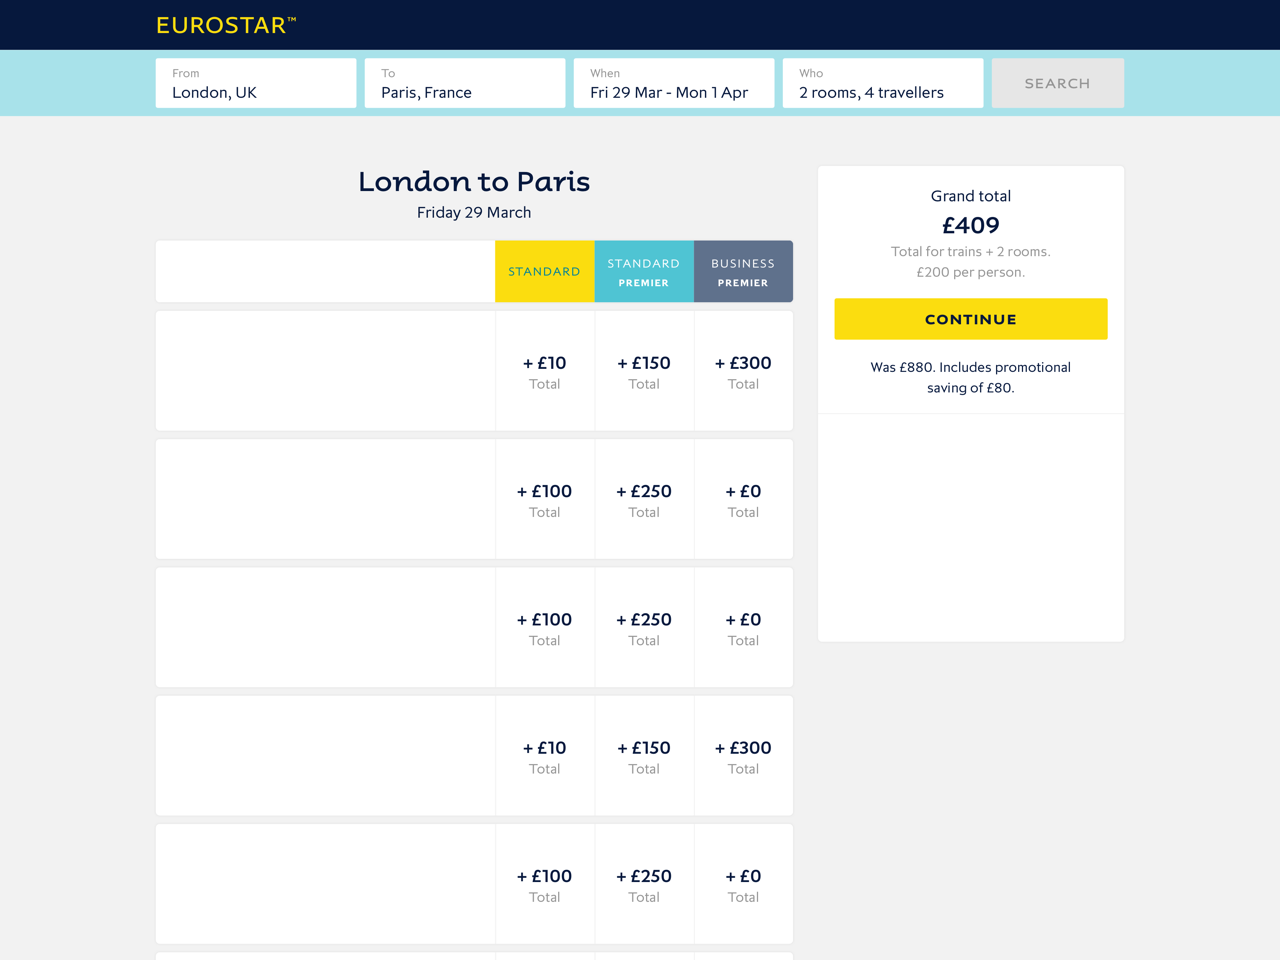 EUROSTAR™
From
London, UK
To
Paris, France
When
Fri 29 Mar - Mon 1 Apr
Who
2 rooms, 4 travellers
SEARCH
London to Paris
Friday 29 March
STANDARD
STANDARD
PREMIER
BUSINESS
PREMIER
+ £10
Total
+ £150
Total
+ £300
Total
+ £100
Total
+ £250
Total
+ £0
Total
+ £100
Total
+ £250
Total
+ £0
Total
+ £10
Total
+ £150
Total
+ £300
Total
+ £100
Total
+ £250
Total
+ £0
Total
Grand total
£409
Total for trains + 2 rooms.
£200 per person.
CONTINUE
Was £880. Includes promotional
saving of £80.